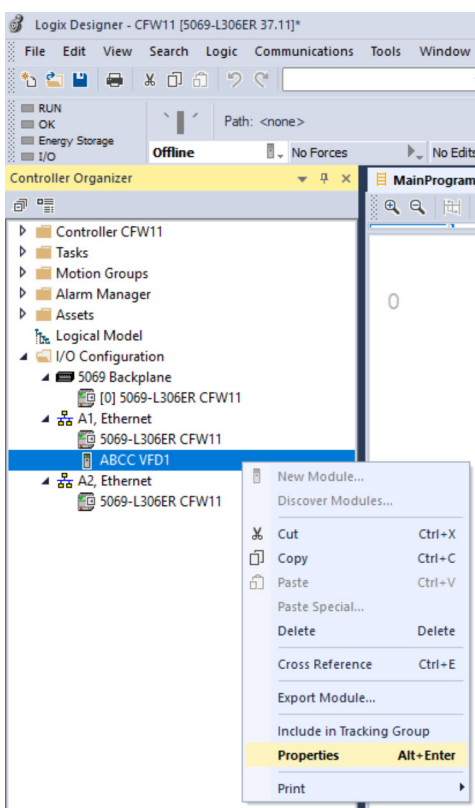 Logix Designer - CFW11 [5069-L306ER 37.11]*
File Edit View Search Logic Communications Tools Window
RUN
OK
Energy Storage
I/O
Path: <none>
Offline No Forces No Edits
Controller Organizer
MainProgram
Controller CFW11
Tasks
Motion Groups
Alarm Manager
Assets
Logical Model
I/O Configuration
5069 Backplane
[0] 5069-L306ER CFW11
A1, Ethernet
5069-L306ER CFW11
ABCC VFD1
A2, Ethernet
5069-L306ER CFW11
0
New Module...
Discover Modules...
Cut Ctrl+X
Copy Ctrl+C
Paste Ctrl+V
Paste Special...
Delete Delete
Cross Reference Ctrl+E
Export Module...
Include in Tracking Group
Properties Alt+Enter
Print